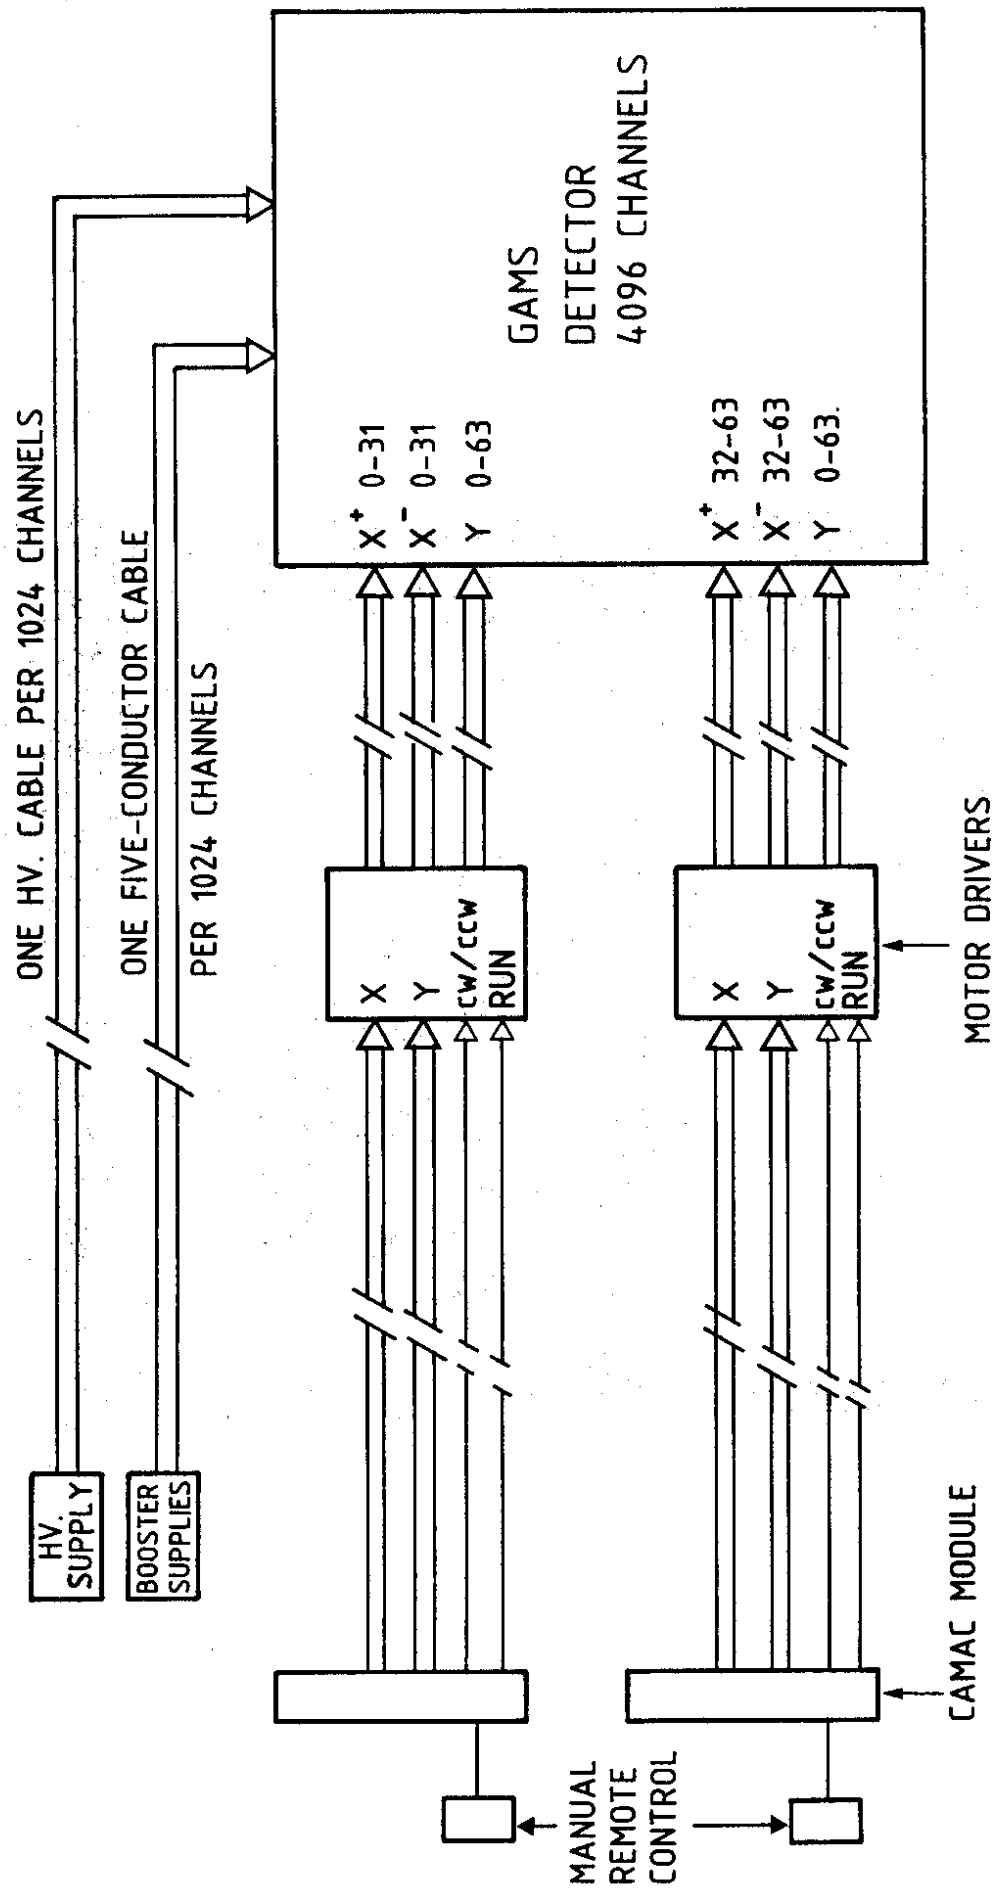 ONE HV. CABLE PER 1024 CHANNELS
ONE FIVE-CONDUCTOR CABLE
PER 1024 CHANNELS
HV.
SUPPLY
BOOSTER
SUPPLIES
GAMS
DETECTOR
4096 CHANNELS
X+ 0-31
X- 0-31
Y 0-63
X+ 32-63
X- 32-63
Y 0-63.
X
Y
CW/CCW
RUN
X
Y
CW/CCW
RUN
MOTOR DRIVERS
MANUAL
REMOTE
CONTROL
CAMAC MODULE